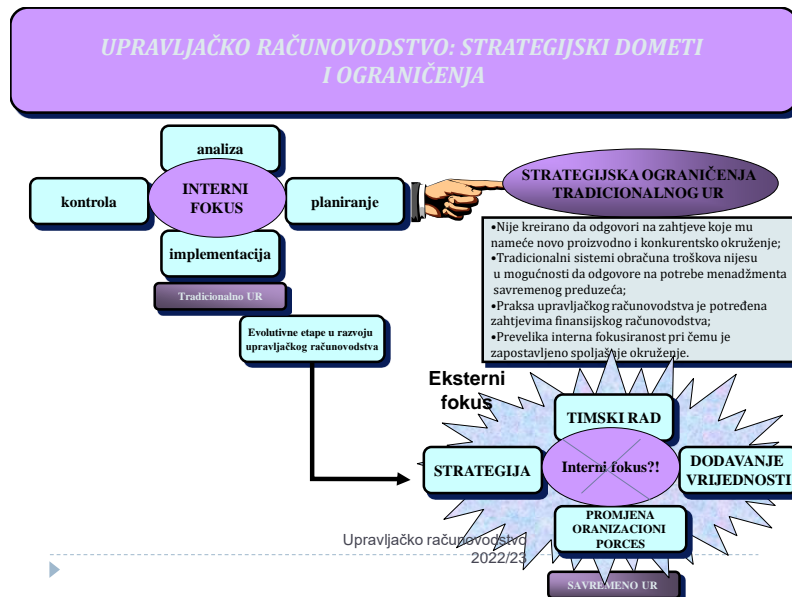 UPRAVLJAČKO RAČUNOVODSTVO: STRATEGIJSKI DOMETI
I OGRANIČENJA
analiza
kontrola
INTERNI
FOKUS
planiranje
implementacija
Tradicionalno UR
STRATEGIJSKA OGRANIČENJA
TRADICIONALNOG UR
•Nije kreirano da odgovori na zahtjeve koje mu
nameće novo proizvodno i konkurentsko okruženje;
•Tradicionalni sistemi obračuna troškova nijesu
u mogućnosti da odgovore na potrebe menadžmenta
savremenog preduzeća;
•Praksa upravljačkog računovodstva je potređena
zahtjevima finansijskog računovodstva;
•Prevelika interna fokusiranost pri čemu je
zapostavljeno spoljašnje okruženje.
Evolutivne etape u razvoju
upravljačkog računovodstva
Eksterni
fokus
TIMSKI RAD
STRATEGIJA
Interni fokus?!
DODAVANJE
VRIJEDNOSTI
PROMJENA
ORANIZACIONI
PORCES
Upravljačko računovodstvo
2022/23
SAVREMENO UR